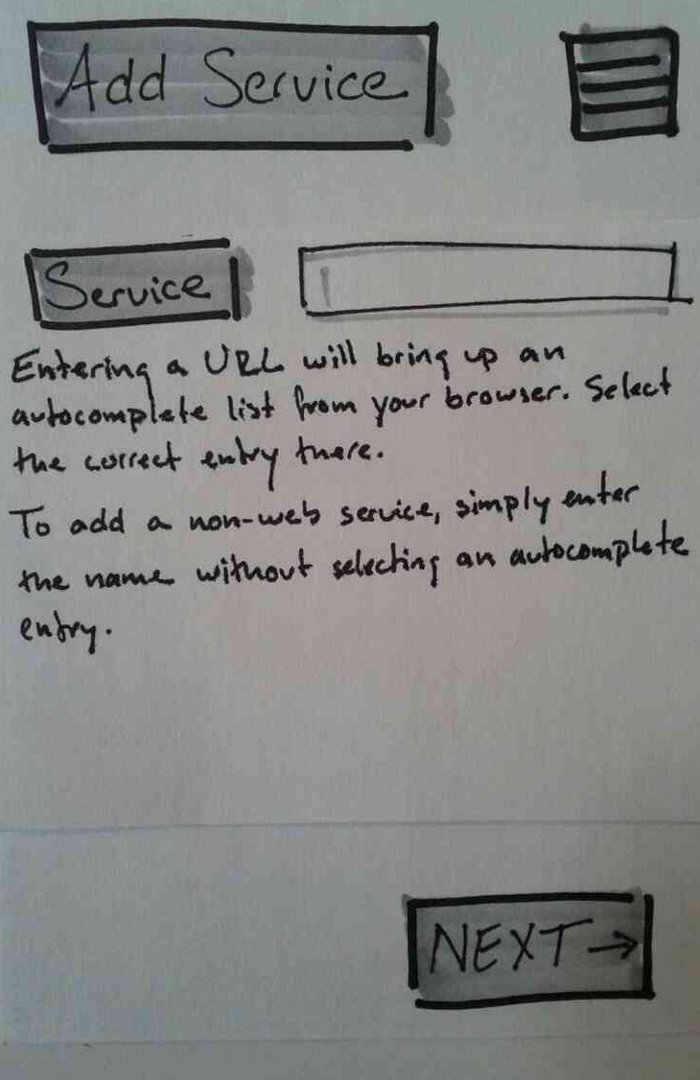 Add Service
Service
Entering a URL will bring up an
autocomplete list from your browser. Select
the correct entry there.
To add a non-web service, simply enter
the name without selecting an autocomplete
entry.
NEXT →